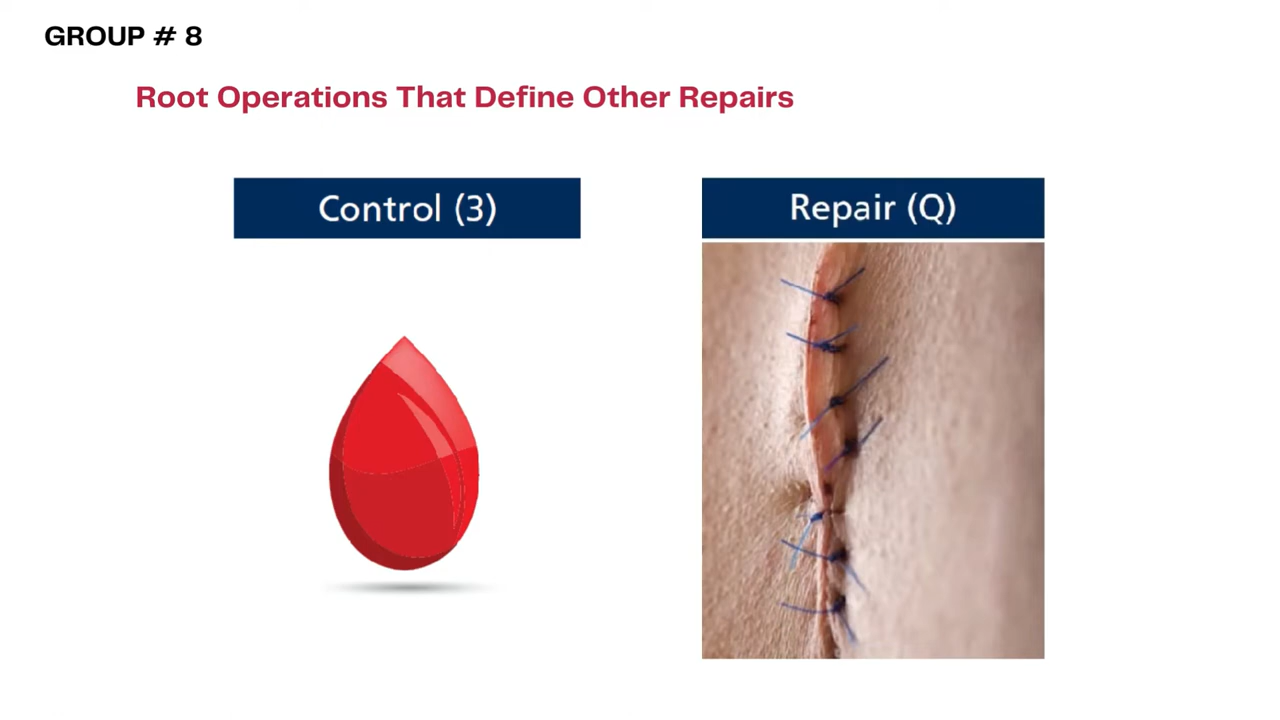 GROUP # 8
Root Operations That Define Other Repairs
Control (3)
Repair (Q)